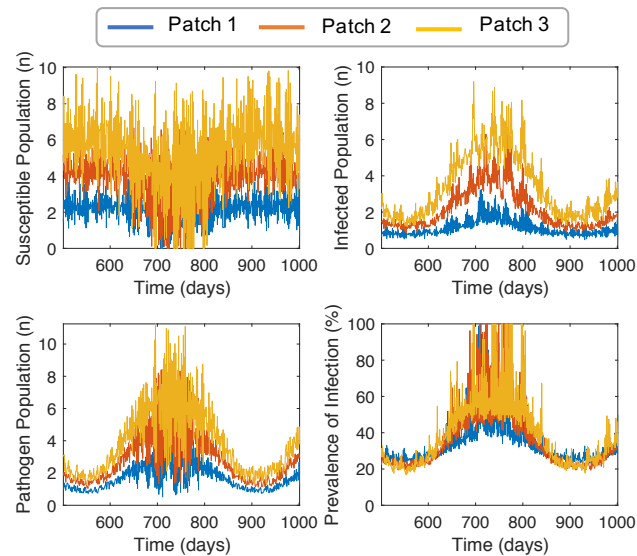 Patch 1 Patch 2 Patch 3
Susceptible Population (n)
10
8
6
4
2
0
600 700 800 900 1000
Time (days)
Infected Population (n)
10
8
6
4
2
0
600 700 800 900 1000
Time (days)
Pathogen Population (n)
10
8
6
4
2
0
600 700 800 900 1000
Time (days)
Prevalence of Infection (%)
100
80
60
40
20
0
600 700 800 900 1000
Time (days)